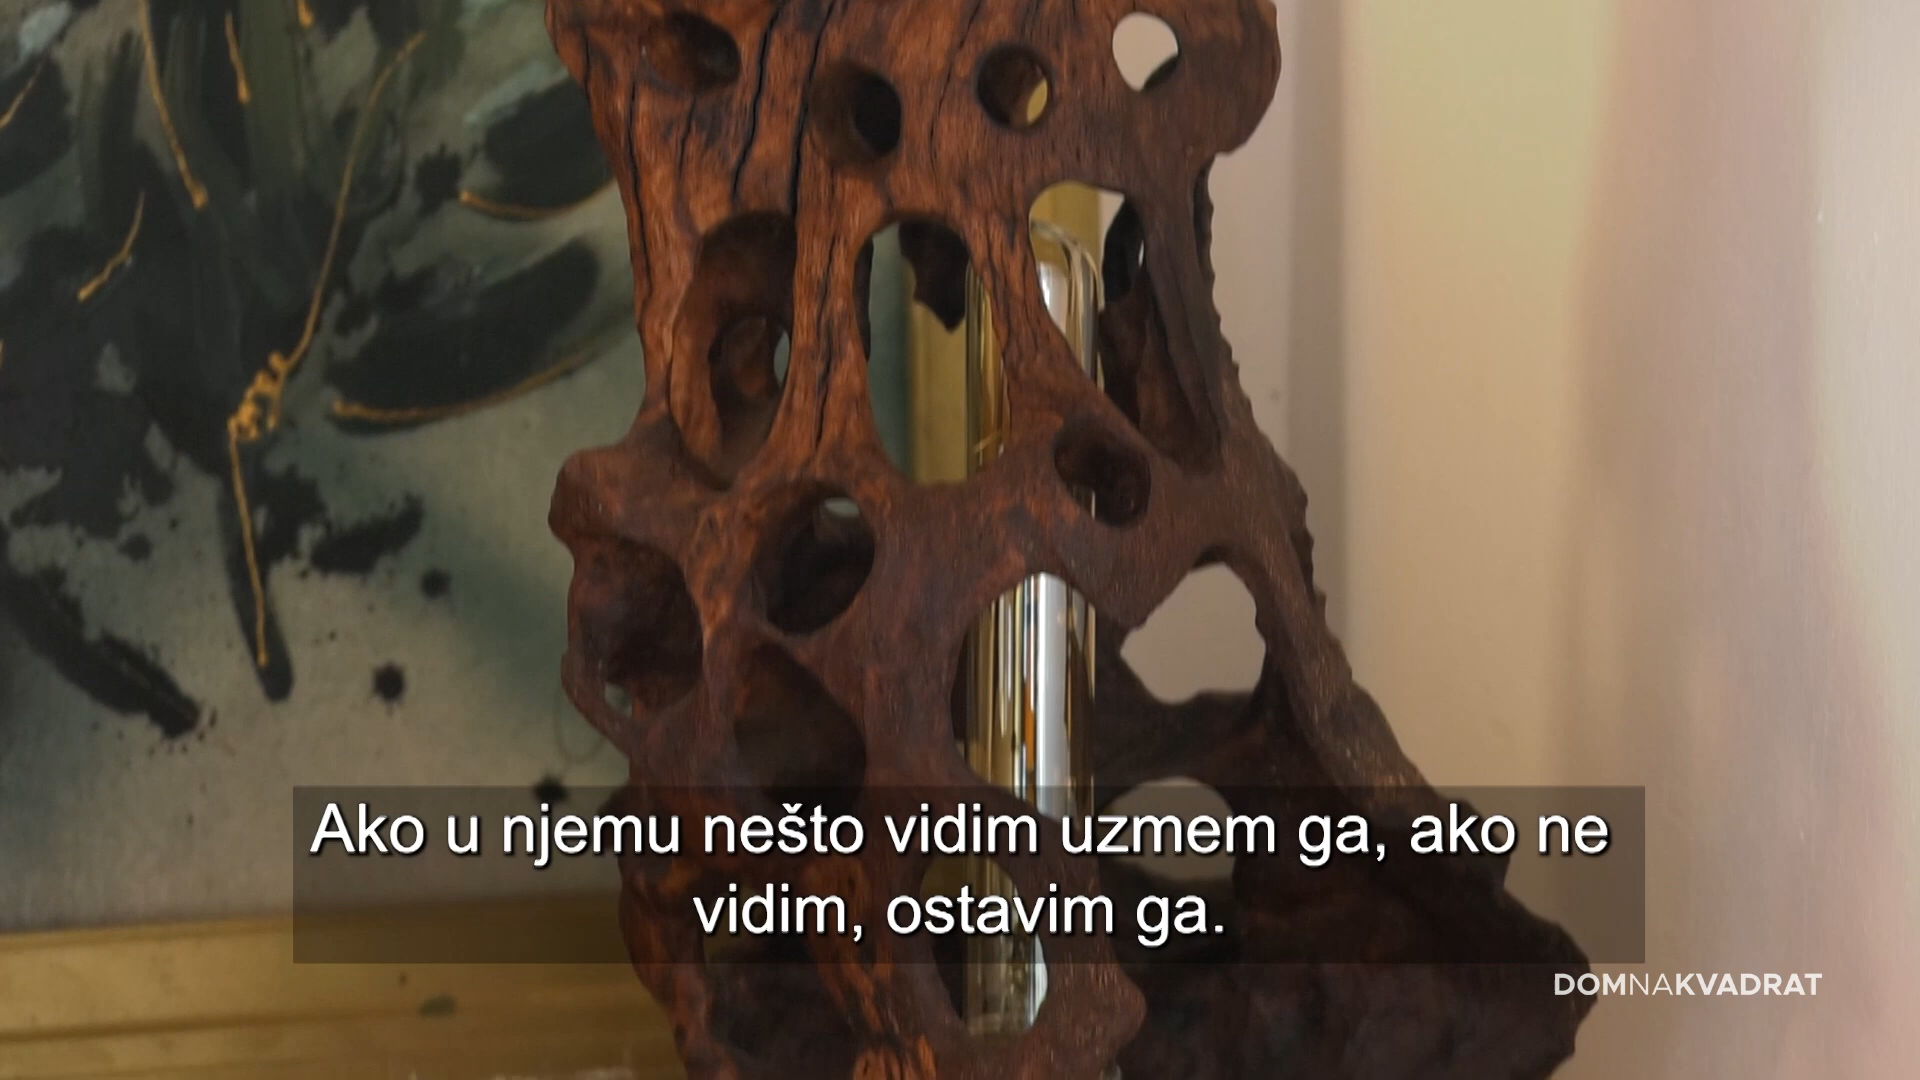 Ako u njemu nešto vidim uzmem ga, ako ne
vidim, ostavim ga.
DOMNAKVADRAT